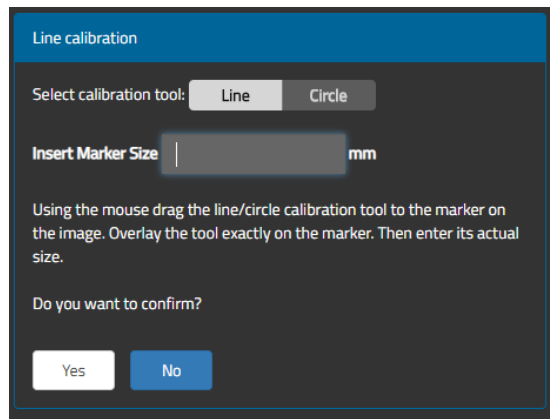 Line calibration
Select calibration tool: Line Circle
Insert Marker Size mm
Using the mouse drag the line/circle calibration tool to the marker on
the image. Overlay the tool exactly on the marker. Then enter its actual
size.
Do you want to confirm?
Yes No